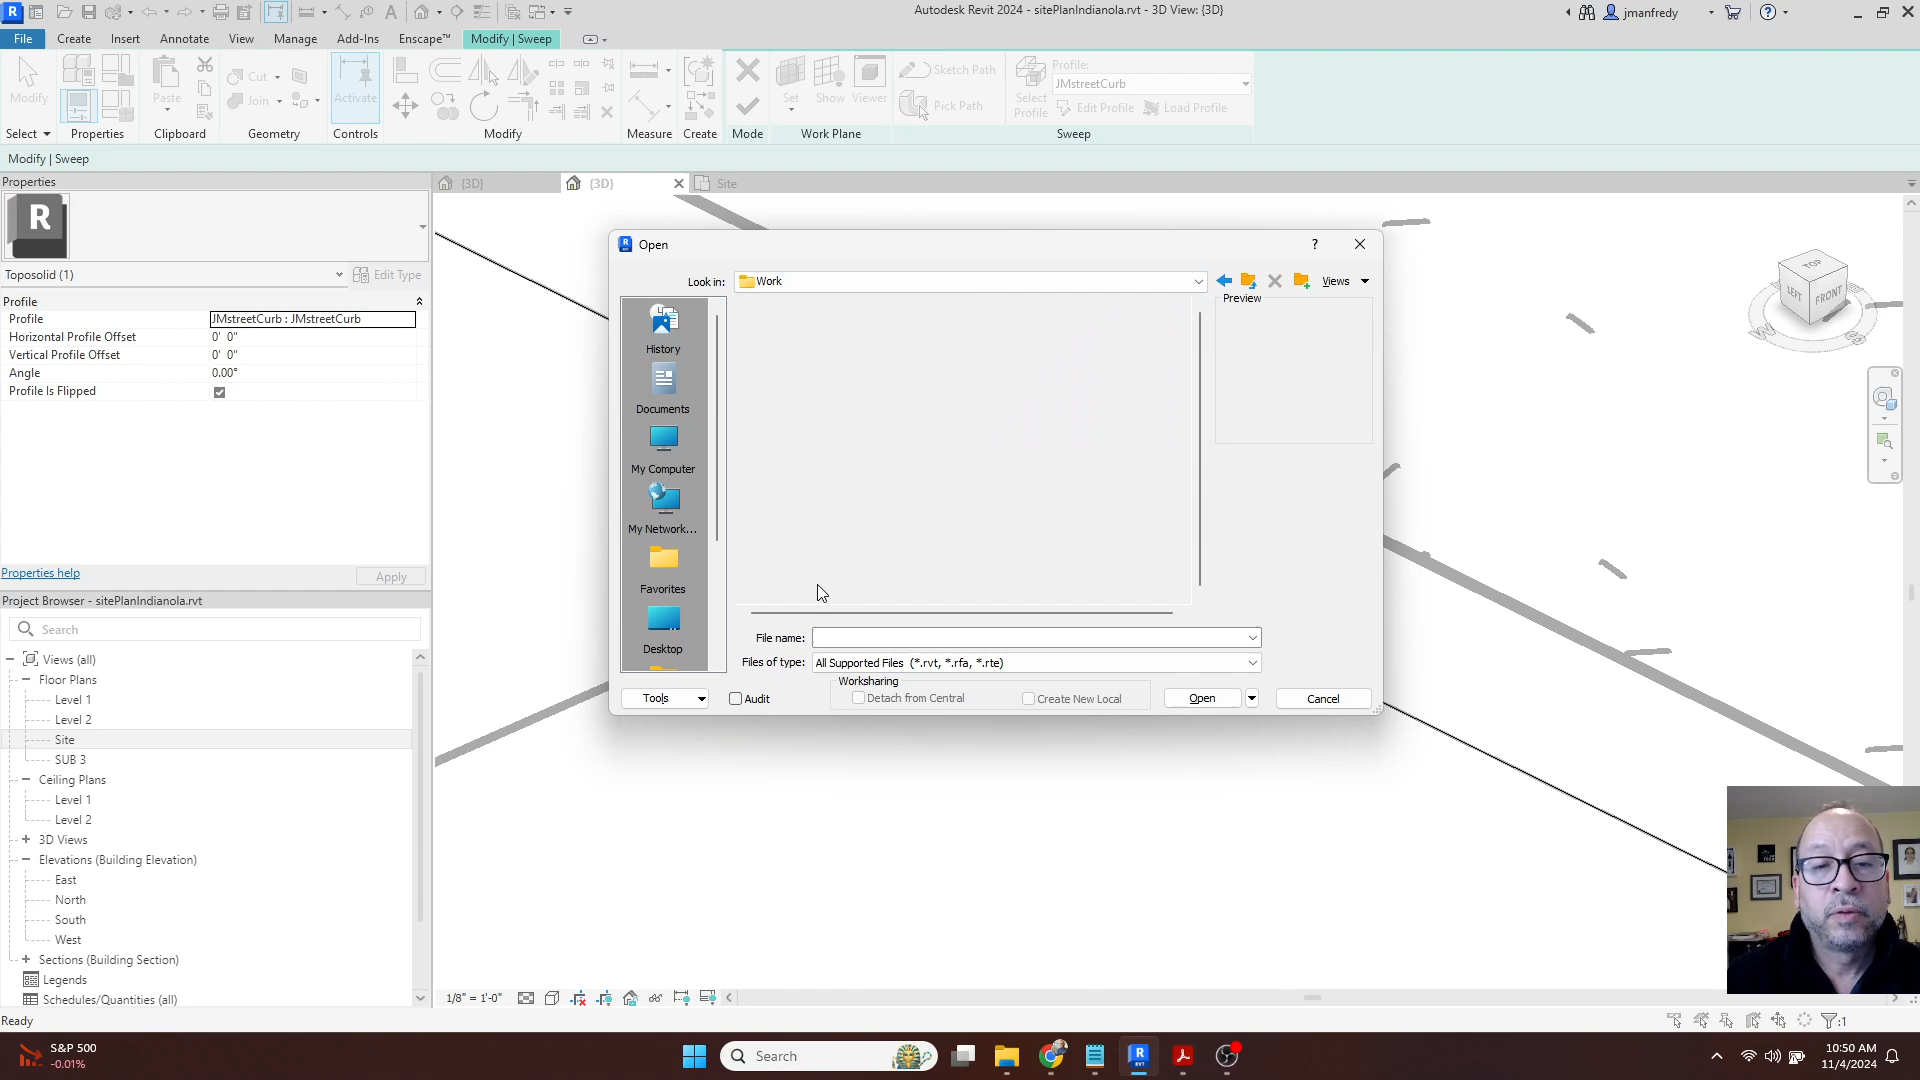 Autodesk Revit 2024 - sitePlanIndianola.rvt - 3D View: {3D}
jmanfredy
File Create Insert Annotate View Manage Add-Ins Enscape™ Modify | Sweep
Modify
Paste
Cut
Join
Activate
Set
Show
Viewer
Sketch Path
Pick Path
Select
Profile
Profile:
JMstreetCurb
Edit Profile
Load Profile
Select
Properties
Clipboard
Geometry
Controls
Modify
Measure
Create
Mode
Work Plane
Sweep
Modify | Sweep
Properties
{3D}
{3D}
Site
R
Toposolid (1)
Edit Type
Profile
Profile JMstreetCurb : JMstreetCurb
Horizontal Profile Offset 0' 0"
Vertical Profile Offset 0' 0"
Angle 0.00°
Profile Is Flipped
Properties help
Apply
Project Browser - sitePlanIndianola.rvt
Search
Views (all)
Floor Plans
Level 1
Level 2
Site
SUB 3
Ceiling Plans
Level 1
Level 2
3D Views
Elevations (Building Elevation)
East
North
South
West
Sections (Building Section)
Legends
Schedules/Quantities (all)
Open
Look in: Work
Views
Preview
History
Documents
My Computer
My Network...
Favorites
Desktop
File name:
Files of type: All Supported Files (*.rvt, *.rfa, *.rte)
Worksharing
Tools
Audit
Detach from Central
Create New Local
Open
Cancel
TOP
LEFT
FRONT
W
S
1/8" = 1'-0"
Ready
:1
S&P 500
-0.01%
Search
10:50 AM
11/4/2024